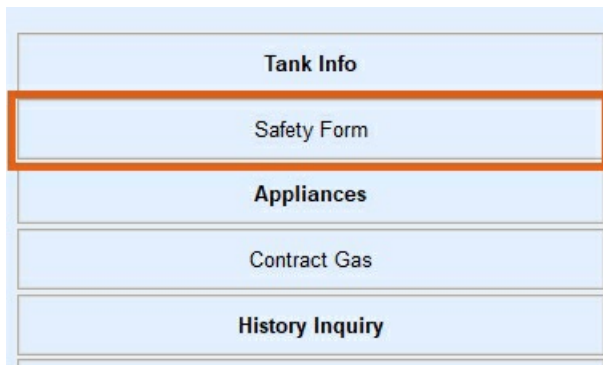 Tank Info
Safety Form
Appliances
Contract Gas
History Inquiry